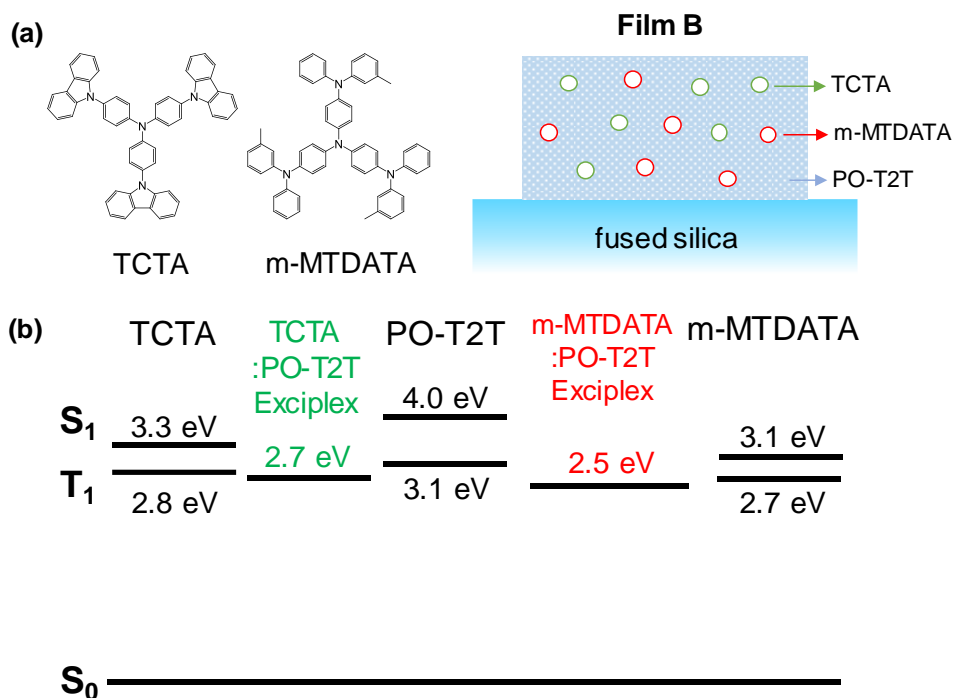 (a)
Film B
TCTA
m-MTDATA
PO-T2T
fused silica
N
N
N
N
N
N
N
N
TCTA
m-MTDATA
(b)
TCTA
TCTA
:PO-T2T
Exciplex
PO-T2T
m-MTDATA
:PO-T2T
Exciplex
m-MTDATA
S1
3.3 eV
4.0 eV
3.1 eV
T1
2.8 eV
2.7 eV
3.1 eV
2.5 eV
2.7 eV
S0